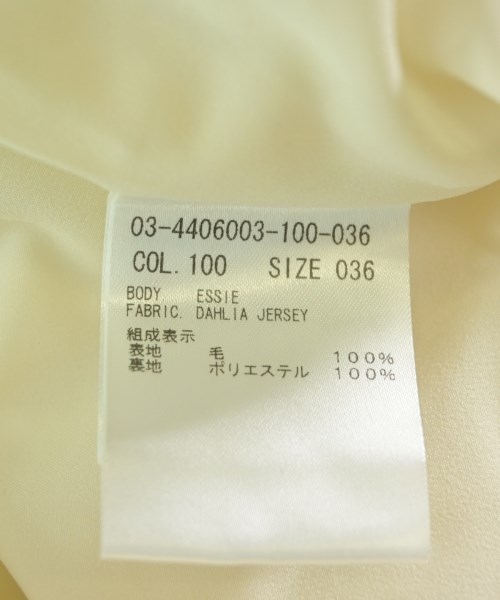 03-4406003-100-036
COL. 100 SIZE 036
BODY ESSIE
FABRIC. DAHLIA JERSEY
組成表示
表地 毛 100%
裏地 ポリエステル 100%